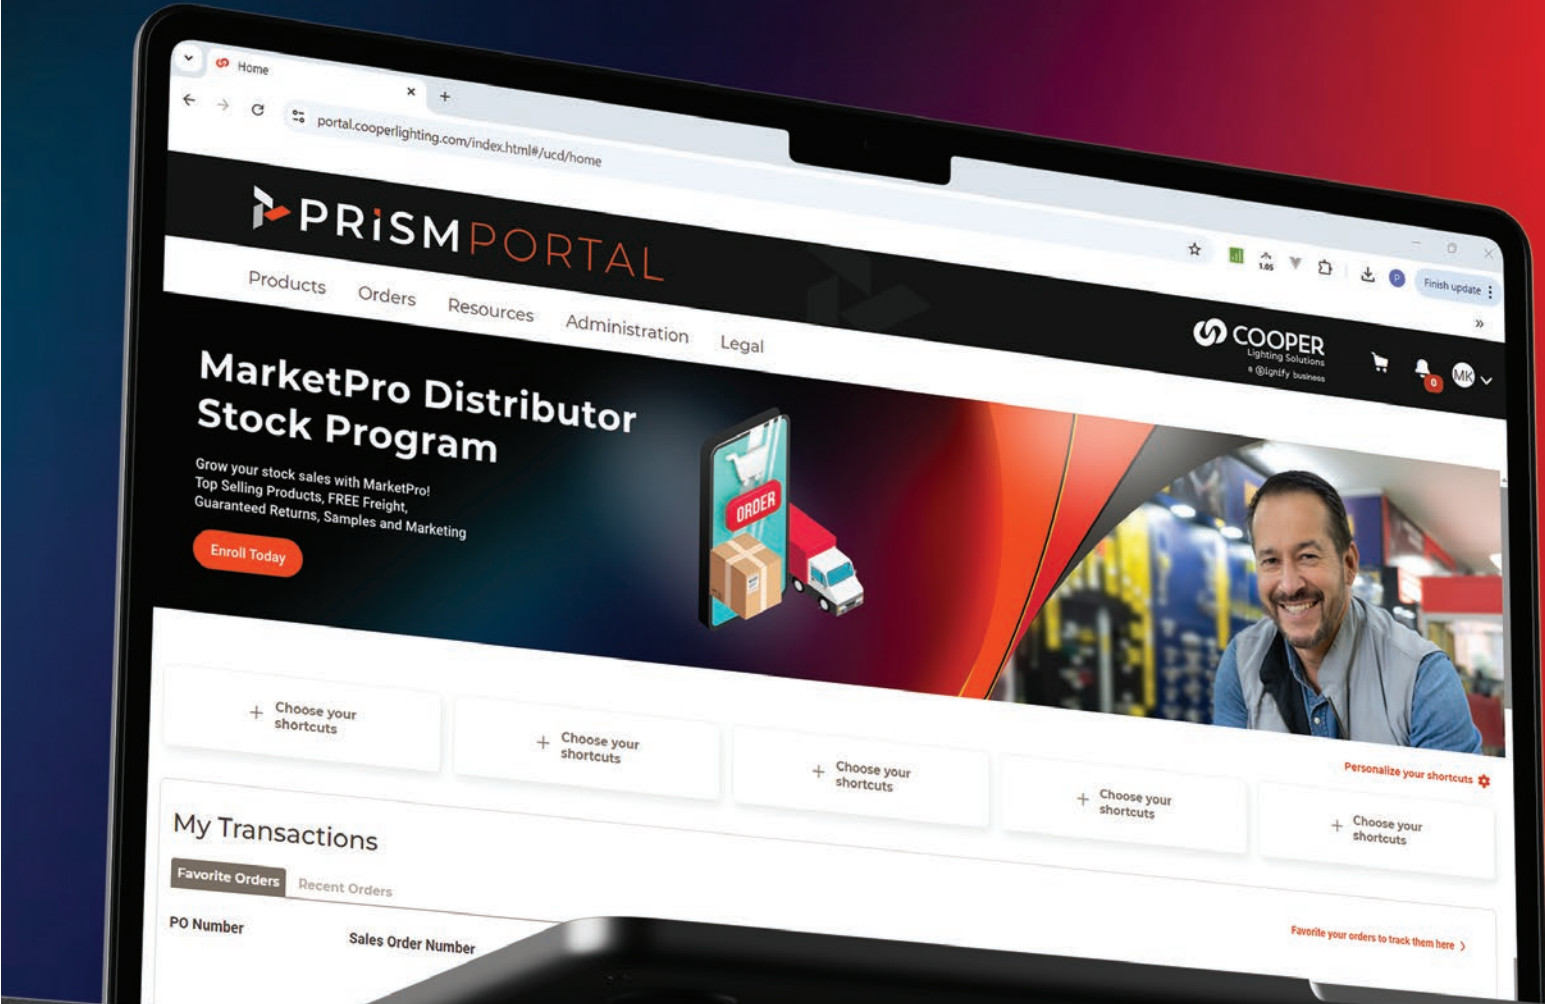 Home
portal.cooperlighting.com/index.html#/ucd/home
1.05
P
Finish update
PRiSMPORTAL
COOPER
Lighting Solutions
a Signify business
0
MK
Products Orders Resources Administration Legal
MarketPro Distributor
Stock Program
Grow your stock sales with MarketPro!
Top Selling Products, FREE Freight,
Guaranteed Returns, Samples and Marketing
Enroll Today
ORDER
Personalize your shortcuts
+ Choose your
shortcuts
+ Choose your
shortcuts
+ Choose your
shortcuts
+ Choose your
shortcuts
+ Choose your
shortcuts
My Transactions
Favorite Orders Recent Orders
Favorite your orders to track them here >
PO Number Sales Order Number